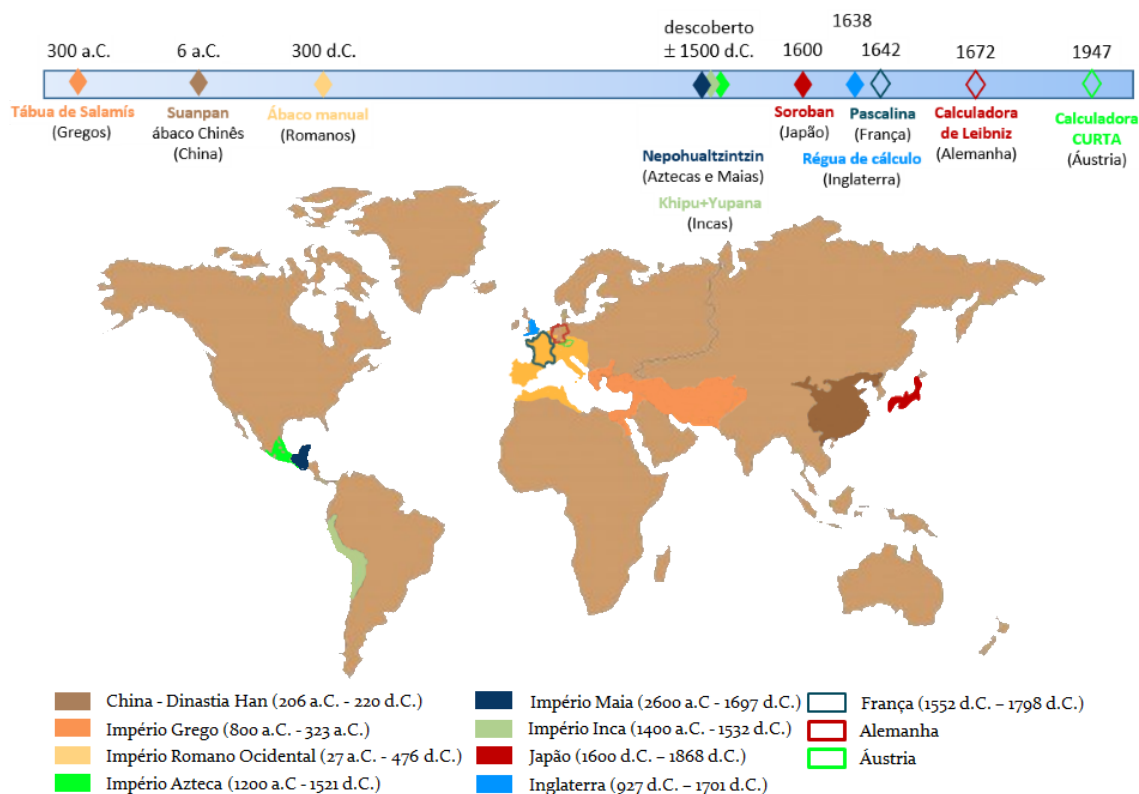 descoberto
1638
300 a.C.
6 a.C.
300 d.C.
± 1500 d.C.
1600
1642
1672
1947
Tábua de Salamís
(Gregos)
Suanpan
ábaco Chinês
(China)
Ábaco manual
(Romanos)
Nepohualtzintzin
(Aztecas e Maias)
Khipu+Yupana
(Incas)
Soroban
(Japão)
Pascalina
(França)
Régua de cálculo
(Inglaterra)
Calculadora
de Leibniz
(Alemanha)
Calculadora
CURTA
(Áustria)
China - Dinastia Han (206 a.C. - 220 d.C.)
Império Grego (800 a.C. - 323 a.C.)
Império Romano Ocidental (27 a.C. - 476 d.C.)
Império Azteca (1200 a.C - 1521 d.C.)
Império Maia (2600 a.C - 1697 d.C.)
Império Inca (1400 a.C. - 1532 d.C.)
Japão (1600 d.C. – 1868 d.C.)
Inglaterra (927 d.C. – 1701 d.C.)
França (1552 d.C. – 1798 d.C.)
Alemanha
Áustria